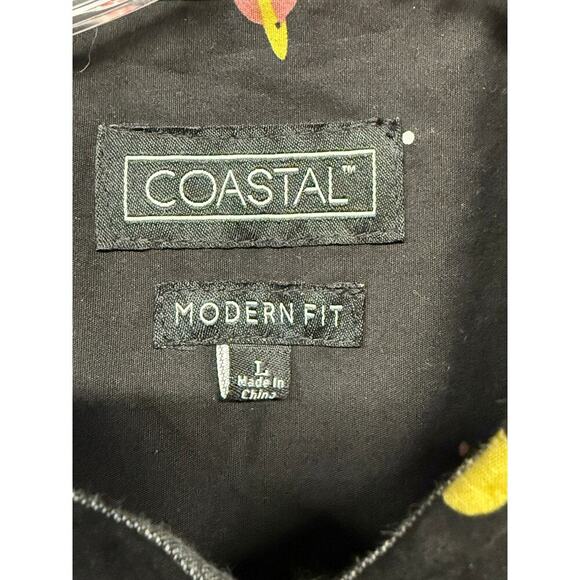 COASTAL™
MODERN FIT
L
Made In
China